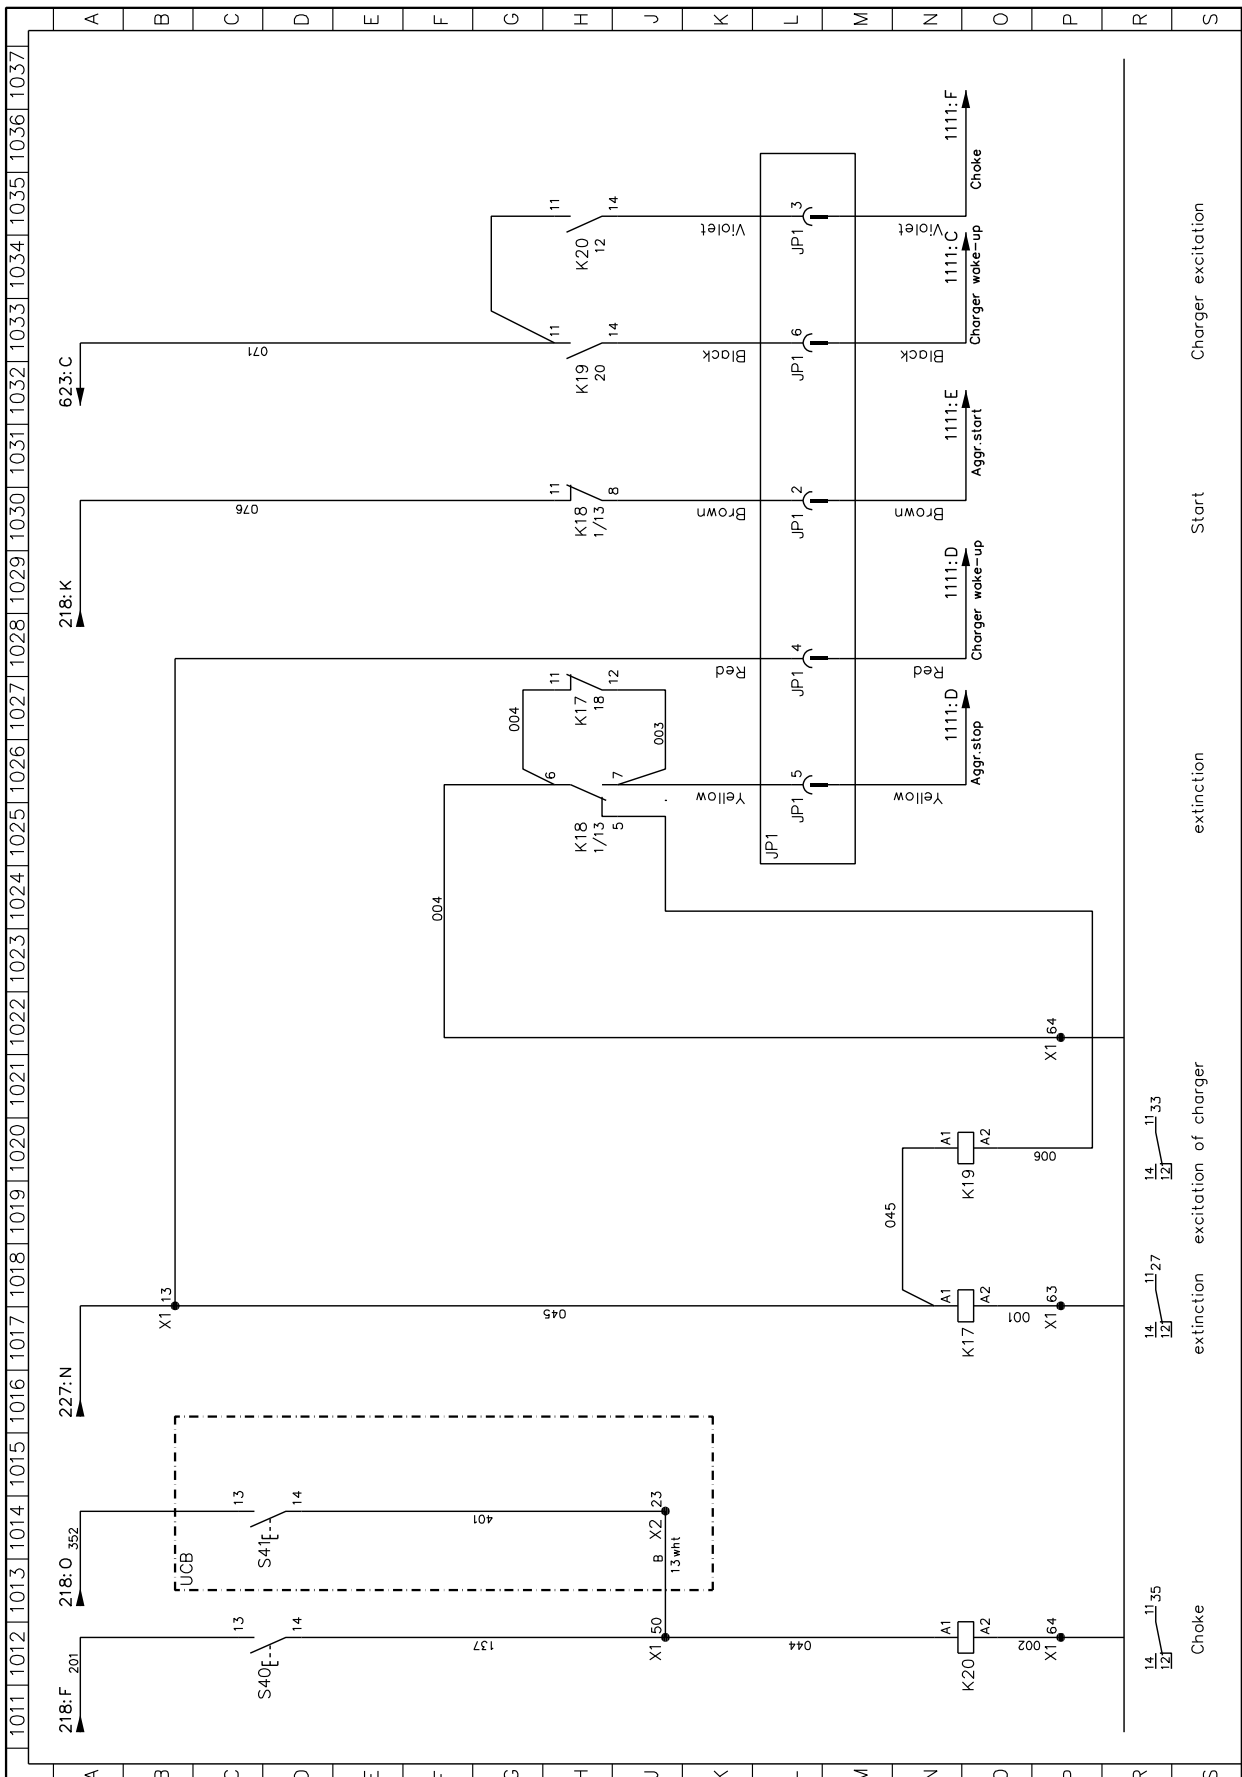 A B C D E F G H J K L M N O P R S
1011 1012 1013 1014 1015 1016 1017 1018 1019 1020 1021 1022 1023 1024 1025 1026 1027 1028 1029 1030 1031 1032 1033 1034 1035 1036 1037
218:F
201
218:O
352
227:N
218:K
623:C
S40
13
14
137
X1 50
044
K20
A1
A2
002
X1 64
UCB
S41
13
14
401
X2 23
B
13wht
X1 13
045
K17
A1
A2
001
X1 63
045
K19
A1
A2
006
X1 64
004
K18
1/13
6
5
7
004
003
K17
18
11
12
Yellow
JP1
JP1 5
Yellow
Aggr.stop
1111:D
Red
JP1 4
Red
Charger wake-up
1111:D
076
K18
1/13
11
8
Brown
JP1 2
Brown
Aggr.start
1111:E
071
K19
20
11
14
Black
JP1 6
Black
Charger wake-up
1111:C
K20
12
11
14
Violet
JP1 3
Violet
Choke
1111:F
14
12
11 35
14
12
11 27
14
12
11 33
Choke
extinction
excitation of charger
extinction
Start
Charger excitation
A B C D E F G H J K L M N O P R S